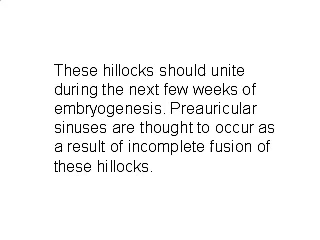 These hillocks should unite
during the next few weeks of
embryogenesis. Preauricular
sinuses are thought to occur as
a result of incomplete fusion of
these hillocks.